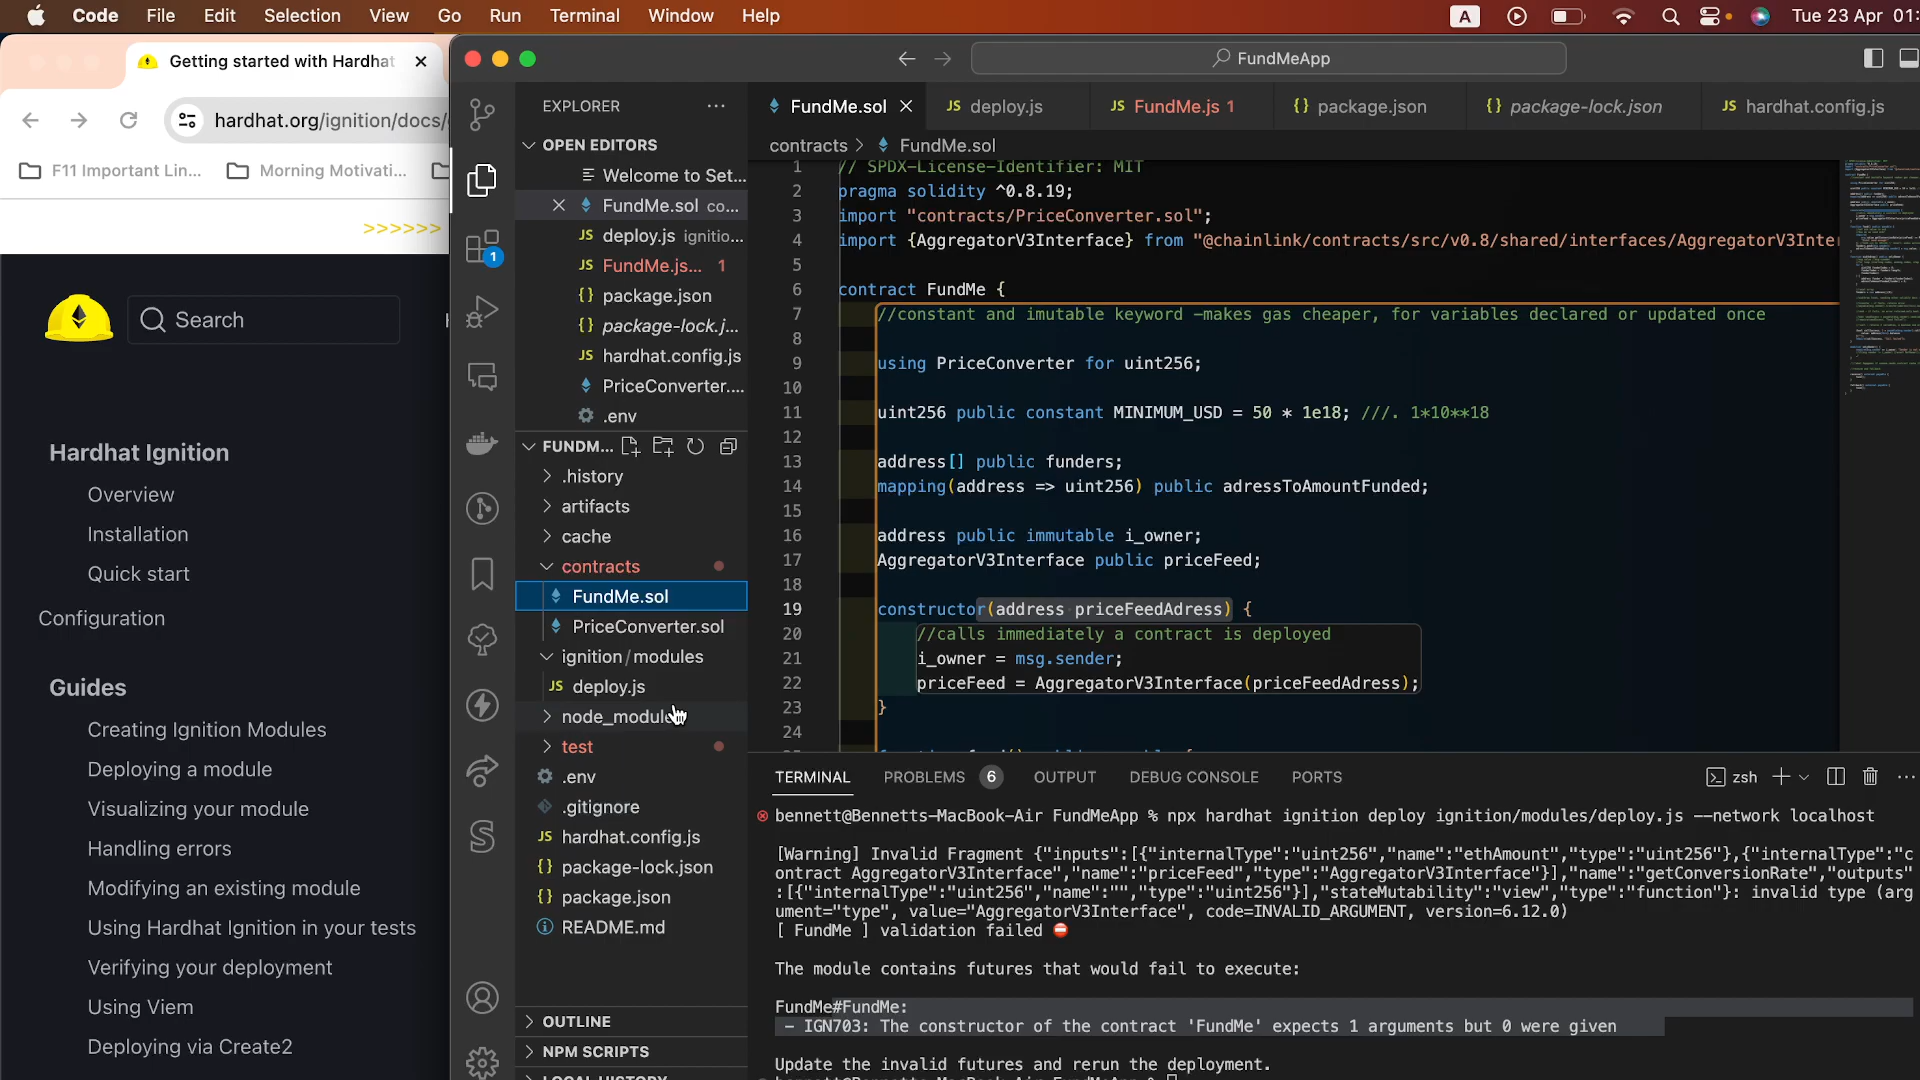 Code File Edit Selection View Go Run Terminal Window Help A Tue 23 Apr 01:
Getting started with Hardhat
hardhat.org/ignition/docs/
F11 Important Lin... Morning Motivati...
>>>>>>
Search
Hardhat Ignition
Overview
Installation
Quick start
Configuration
Guides
Creating Ignition Modules
Deploying a module
Visualizing your module
Handling errors
Modifying an existing module
Using Hardhat Ignition in your tests
Verifying your deployment
Using Viem
Deploying via Create2
FundMeApp
1
EXPLORER
OPEN EDITORS
Welcome to Set...
FundMe.sol co...
JS deploy.js ignitio...
JS FundMe.js... 1
{} package.json
{} package-lock.j...
JS hardhat.config.js
PriceConverter....
.env
FUNDM...
.history
artifacts
cache
contracts
FundMe.sol
PriceConverter.sol
ignition/modules
JS deploy.js
node_module
test
.env
.gitignore
JS hardhat.config.js
{} package-lock.json
{} package.json
README.md
OUTLINE
NPM SCRIPTS
LOCAL HISTORY
FundMe.sol JS deploy.js JS FundMe.js 1 {} package.json {} package-lock.json JS hardhat.config.js
contracts > FundMe.sol
1 // SPDX-License-Identifier: MIT
2 pragma solidity ^0.8.19;
3 import "contracts/PriceConverter.sol";
4 import {AggregatorV3Interface} from "@chainlink/contracts/src/v0.8/shared/interfaces/AggregatorV3Inter
5
6 contract FundMe {
7 //constant and imutable keyword -makes gas cheaper, for variables declared or updated once
8
9 using PriceConverter for uint256;
10
11 uint256 public constant MINIMUM_USD = 50 * 1e18; ///. 1*10**18
12
13 address[] public funders;
14 mapping(address => uint256) public adressToAmountFunded;
15
16 address public immutable i_owner;
17 AggregatorV3Interface public priceFeed;
18
19 constructor(address priceFeedAdress) {
20 //calls immediately a contract is deployed
21 i_owner = msg.sender;
22 priceFeed = AggregatorV3Interface(priceFeedAdress);
23 }
24
TERMINAL PROBLEMS 6 OUTPUT DEBUG CONSOLE PORTS zsh
bennett@Bennetts-MacBook-Air FundMeApp % npx hardhat ignition deploy ignition/modules/deploy.js --network localhost
[Warning] Invalid Fragment {"inputs":[{"internalType":"uint256","name":"ethAmount","type":"uint256"},{"internalType":"c
ontract AggregatorV3Interface","name":"priceFeed","type":"AggregatorV3Interface"}],"name":"getConversionRate","outputs"
:[{"internalType":"uint256","name":"","type":"uint256"}],"stateMutability":"view","type":"function"}: invalid type (arg
ument="type", value="AggregatorV3Interface", code=INVALID_ARGUMENT, version=6.12.0)
[ FundMe ] validation failed ⛔
The module contains futures that would fail to execute:
FundMe#FundMe:
- IGN703: The constructor of the contract 'FundMe' expects 1 arguments but 0 were given
Update the invalid futures and rerun the deployment.